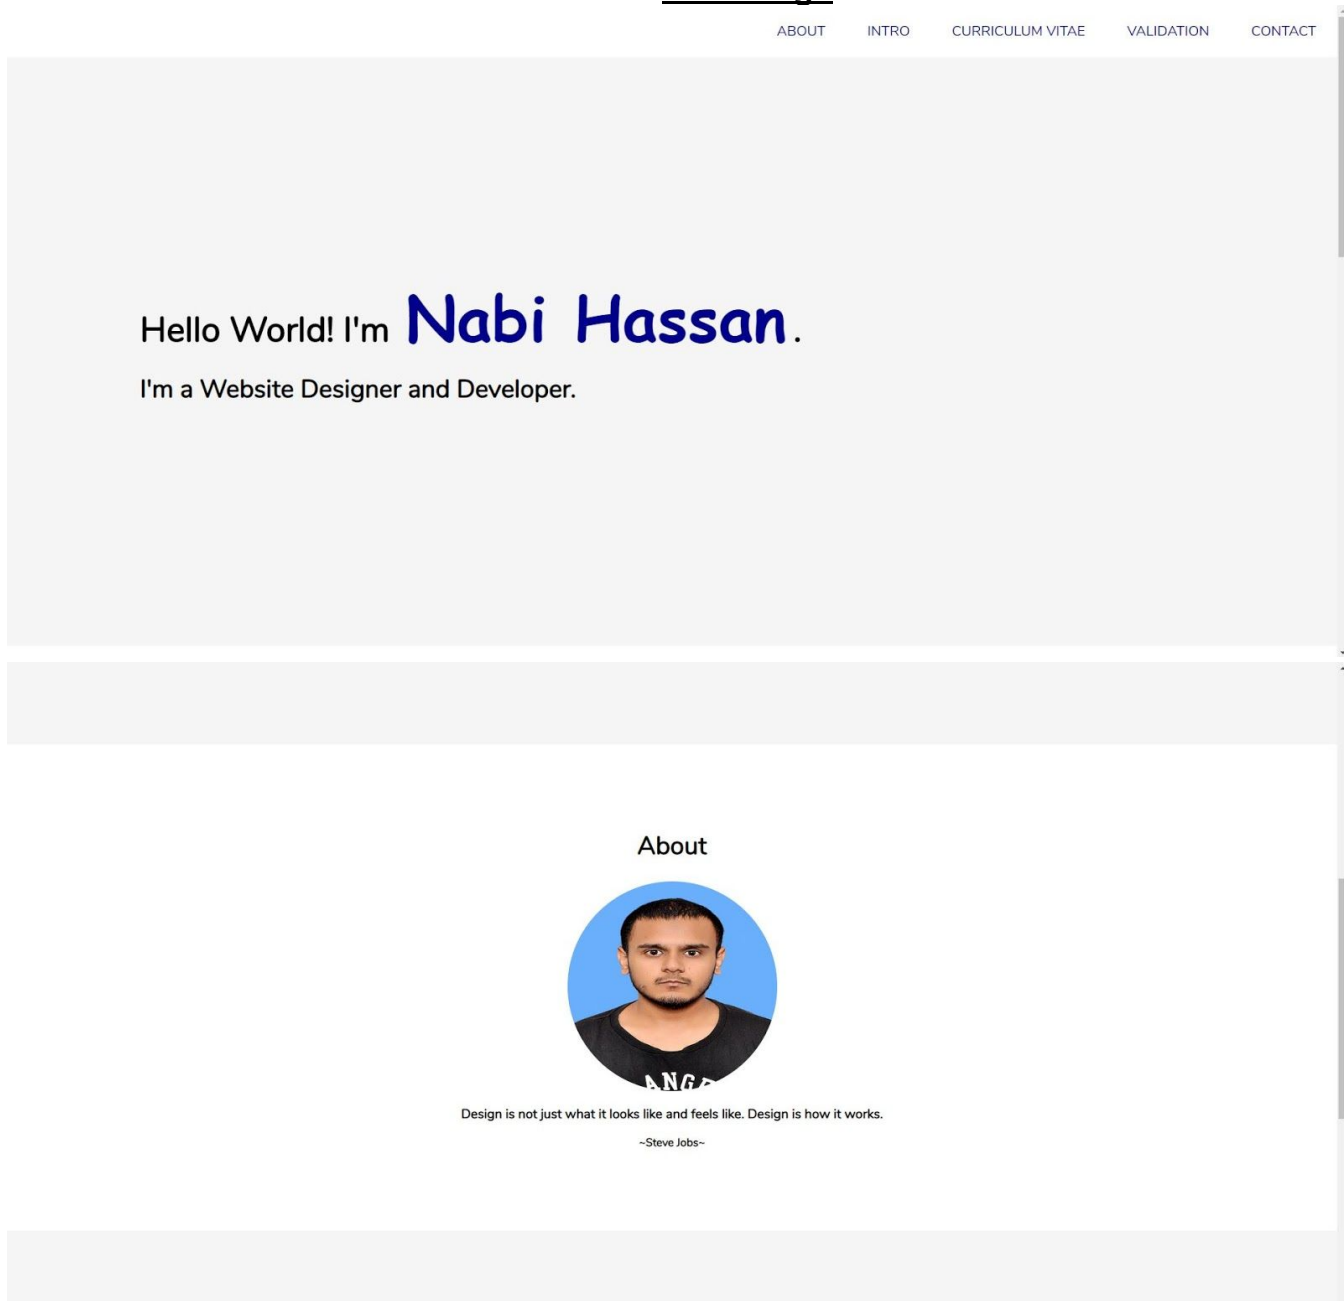 ABOUT INTRO CURRICULUM VITAE VALIDATION CONTACT
Hello World! I'm Nabi Hassan.
I'm a Website Designer and Developer.
About
ANG
Design is not just what it looks like and feels like. Design is how it works.
~Steve Jobs~